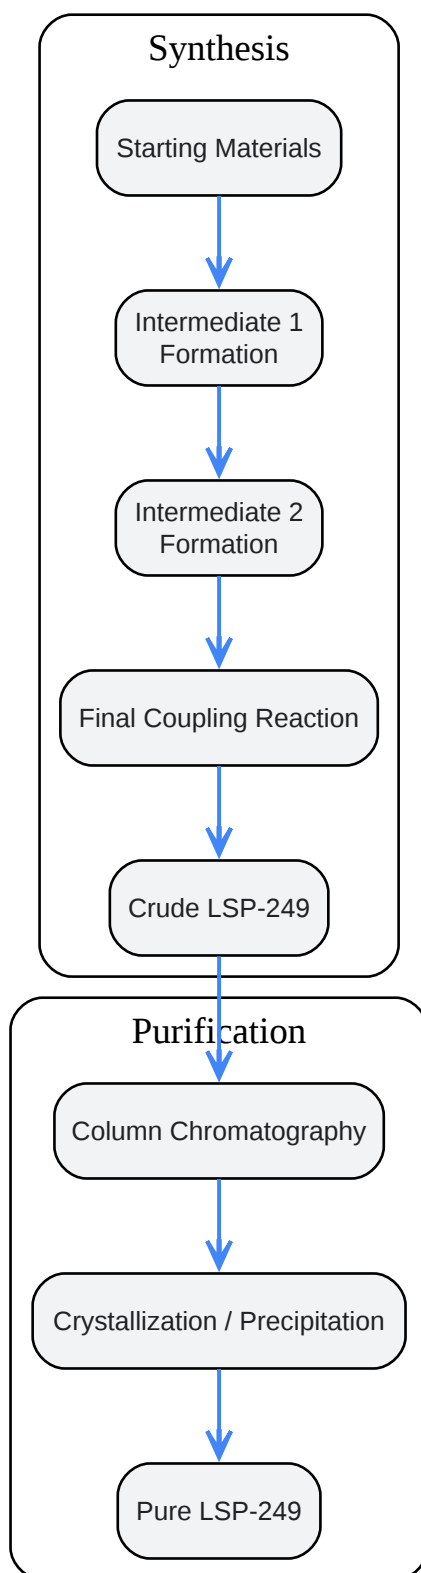 Synthesis
Starting Materials
Intermediate 1
Formation
Intermediate 2
Formation
Final Coupling Reaction
Crude LSP-249
Purification
Column Chromatography
Crystallization / Precipitation
Pure LSP-249